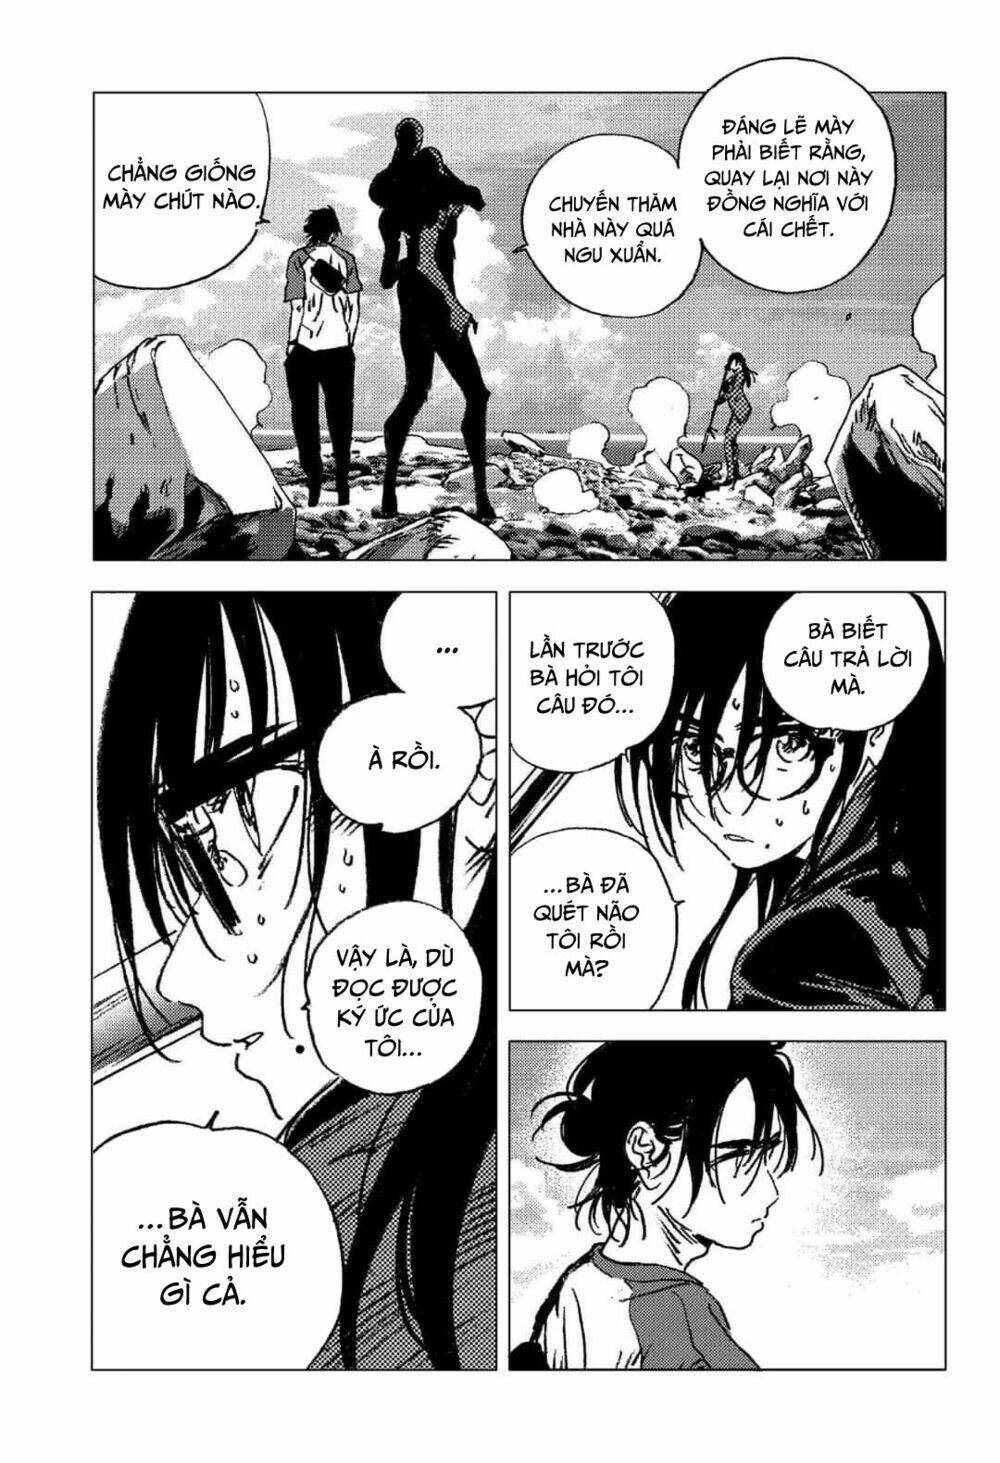 ĐÁNG LẼ MÀY
PHẢI BIẾT RẰNG,
QUAY LẠI NƠI NÀY
ĐỒNG NGHĨA VỚI
CÁI CHẾT.
CHUYẾN THĂM
NHÀ NÀY QUÁ
NGU XUẨN.
CHẲNG GIỐNG
MÀY CHÚT NÀO.
BÀ BIẾT
CÂU TRẢ LỜI
MÀ.
LẦN TRƯỚC
BÀ HỎI TÔI
CÂU ĐÓ...
...BÀ ĐÃ
QUÉT NÃO
TÔI RỒI
MÀ?
...
À RỒI.
VẬY LÀ, DÙ
ĐỌC ĐƯỢC
KÝ ỨC CỦA
TÔI...
...BÀ VẪN
CHẲNG HIỂU
GÌ CẢ.